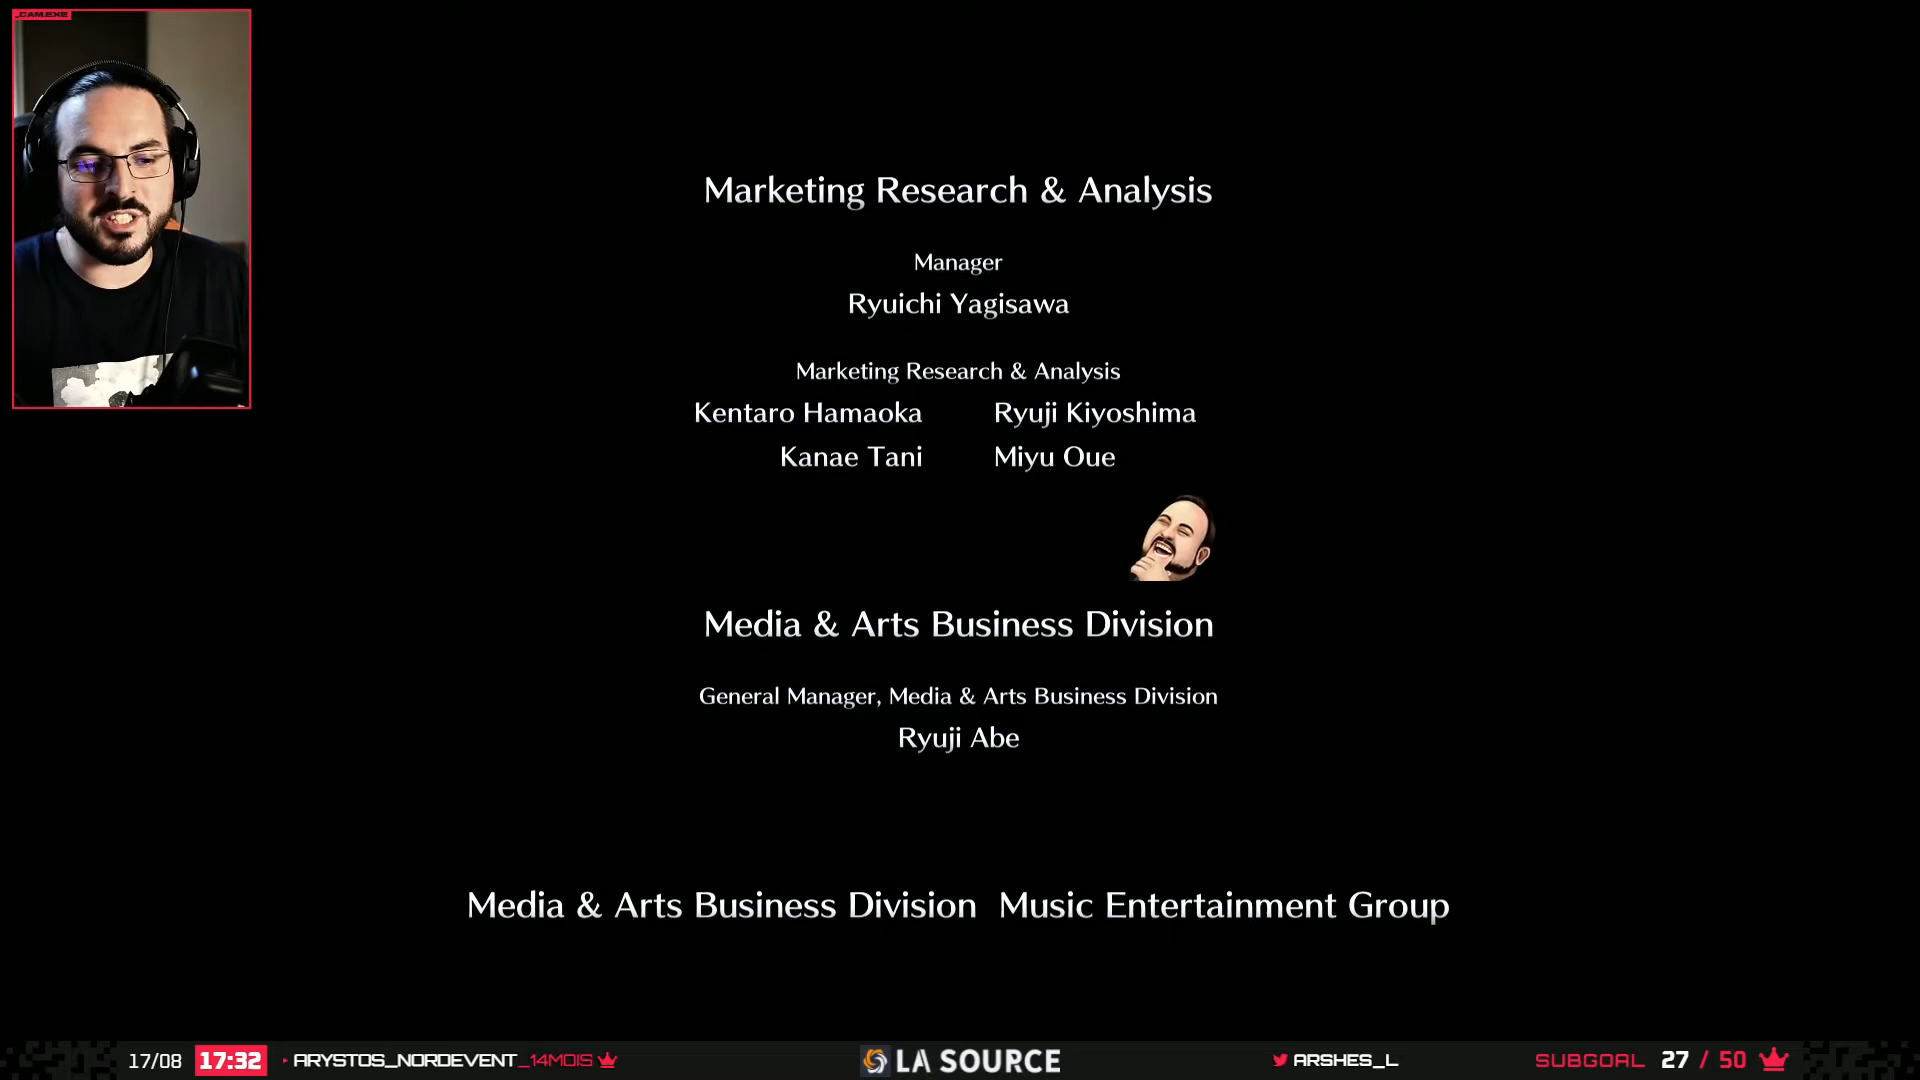 _CAM.EXE
Marketing Research & Analysis
Manager
Ryuichi Yagisawa
Marketing Research & Analysis
Kentaro Hamaoka Ryuji Kiyoshima
Kanae Tani Miyu Oue
Media & Arts Business Division
General Manager, Media & Arts Business Division
Ryuji Abe
Media & Arts Business Division Music Entertainment Group
17/08 17:32 ARYSTOS_NORDEVENT_14MOIS LA SOURCE ARSHES_L SUBGOAL 27 / 50